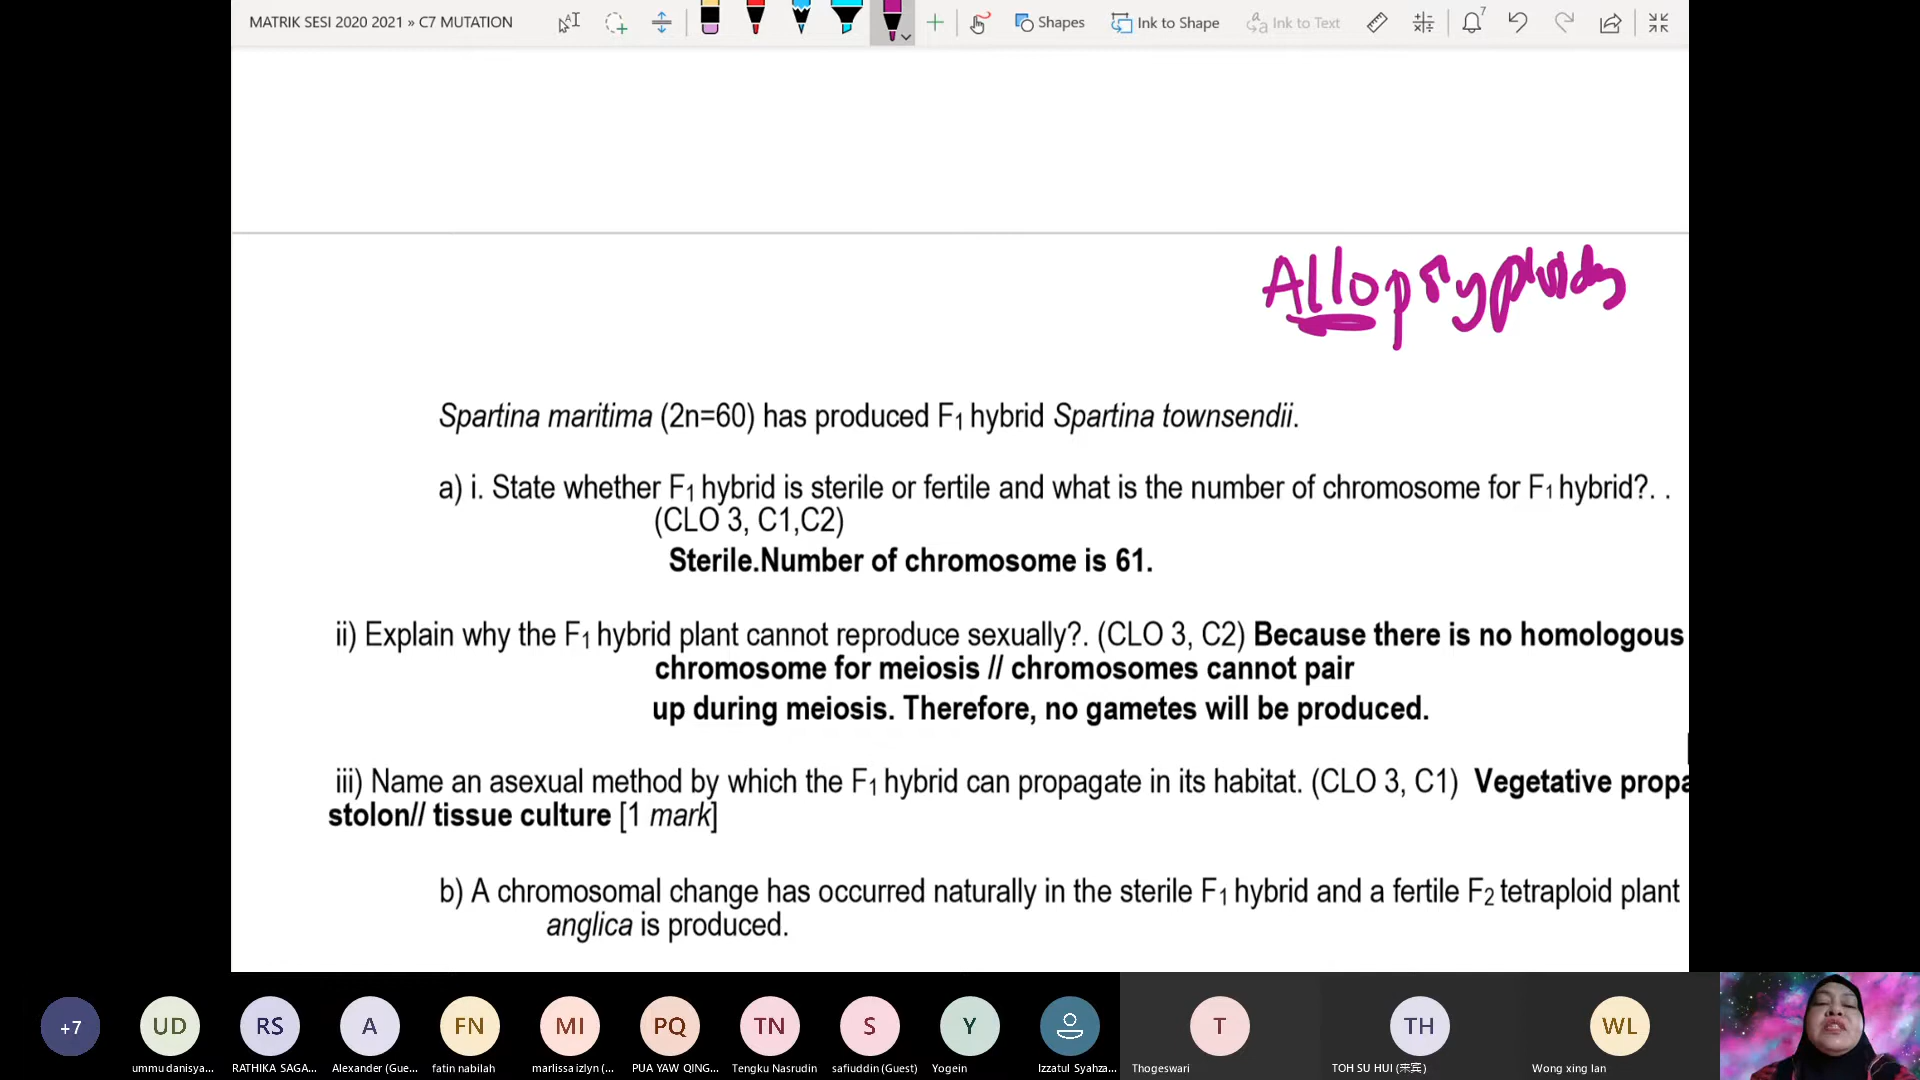 MATRIK SESI 2020 2021 » C7 MUTATION
Shapes
Ink to Shape
Ink to Text
7
Spartina maritima (2n=60) has produced F1 hybrid Spartina townsendii.
a) i. State whether F1 hybrid is sterile or fertile and what is the number of chromosome for F1 hybrid?. .
(CLO 3, C1,C2)
Sterile.Number of chromosome is 61.
ii) Explain why the F1 hybrid plant cannot reproduce sexually?. (CLO 3, C2) Because there is no homologous
chromosome for meiosis // chromosomes cannot pair
up during meiosis. Therefore, no gametes will be produced.
iii) Name an asexual method by which the F1 hybrid can propagate in its habitat. (CLO 3, C1) Vegetative propa
stolon// tissue culture [1 mark]
b) A chromosomal change has occurred naturally in the sterile F1 hybrid and a fertile F2 tetraploid plant
anglica is produced.
+7
UD
RS
A
FN
MI
PQ
TN
S
Y
T
TH
WL
ummu danisya...
RATHIKA SAGA...
Alexander (Gue...
fatin nabilah
marlissa izlyn (...
PUA YAW QING...
Tengku Nasrudin
safiuddin (Guest)
Yogein
Izzatul Syahza...
Thogeswari
TOH SU HUI (来宾)
Wong xing lan